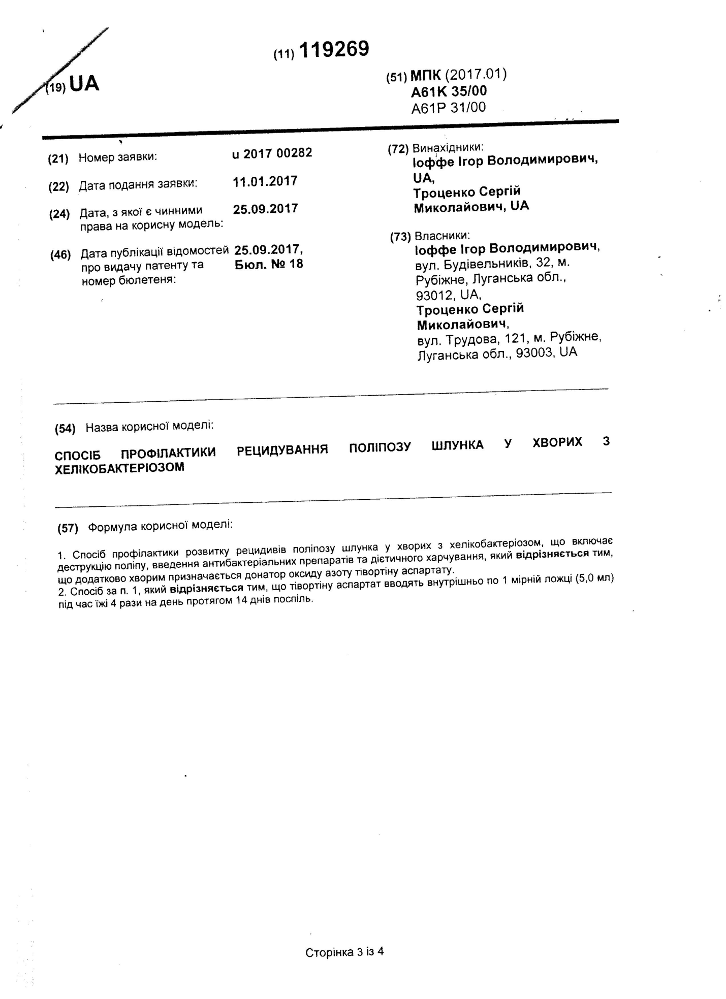 (11) 119269
(19) UA
(51) МПК (2017.01)
A61K 35/00
A61P 31/00
(21) Номер заявки: u 2017 00282
(22) Дата подання заявки: 11.01.2017
(24) Дата, з якої є чинними 25.09.2017
права на корисну модель:
(46) Дата публікації відомостей 25.09.2017,
про видачу патенту та Бюл. № 18
номер бюлетеня:
(72) Винахідники:
Іоффе Ігор Володимирович,
UA,
Троценко Сергій
Миколайович, UA
(73) Власники:
Іоффе Ігор Володимирович,
вул. Будівельників, 32, м.
Рубіжне, Луганська обл.,
93012, UA,
Троценко Сергій
Миколайович,
вул. Трудова, 121, м. Рубіжне,
Луганська обл., 93003, UA
(54) Назва корисної моделі:
СПОСІБ ПРОФІЛАКТИКИ РЕЦИДУВАННЯ ПОЛІПОЗУ ШЛУНКА У ХВОРИХ З
ХЕЛІКОБАКТЕРІОЗОМ
(57) Формула корисної моделі:
1. Спосіб профілактики розвитку рецидивів поліпозу шлунка у хворих з хелікобактеріозом, що включає
деструкцію поліпу, введення антибактеріальних препаратів та дієтичного харчування, який відрізняється тим,
що додатково хворим призначається донатор оксиду азоту тівортіну аспартату.
2. Спосіб за п. 1, який відрізняється тим, що тівортіну аспартат вводять внутрішньо по 1 мірній ложці (5,0 мл)
під час їжі 4 рази на день протягом 14 днів поспіль.
Сторінка 3 із 4